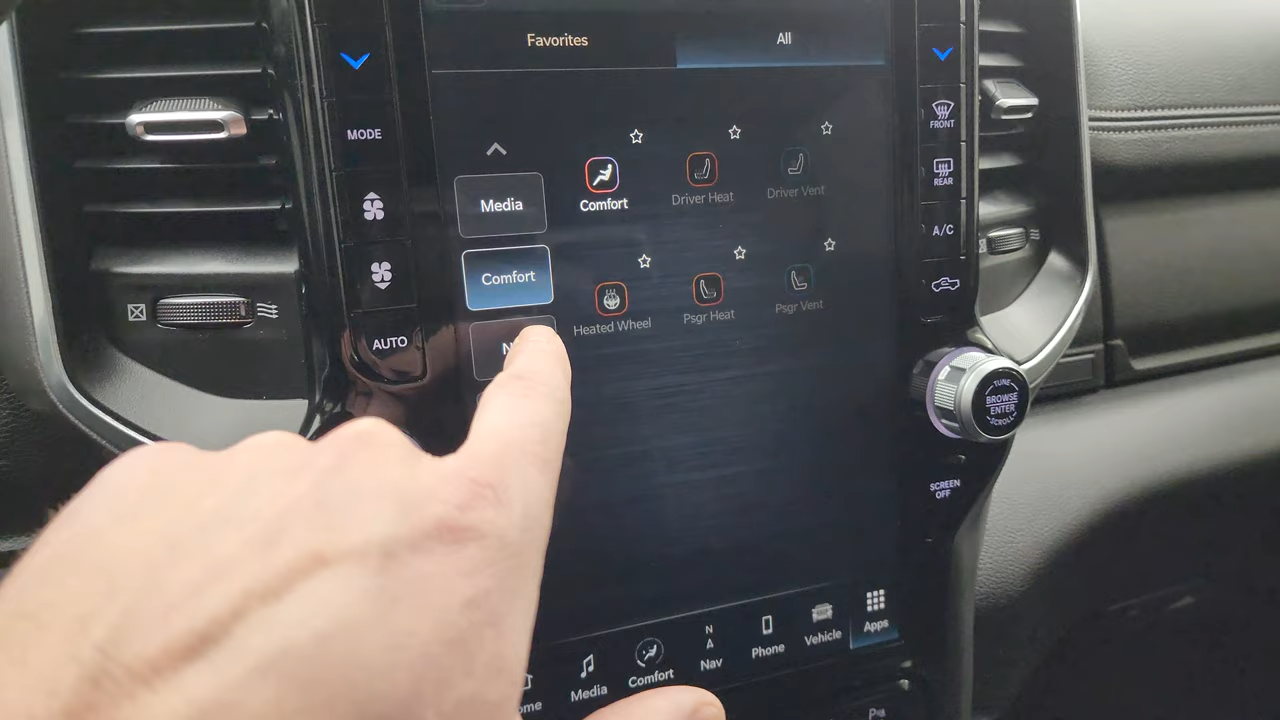 Favorites
All
MODE
AUTO
Media
Comfort
N
Comfort
Driver Heat
Driver Vent
Heated Wheel
Psgr Heat
Psgr Vent
FRONT
REAR
A/C
TUNE
BROWSE
ENTER
SCROLL
SCREEN
OFF
ome
Media
Comfort
N
Nav
Phone
Vehicle
Apps